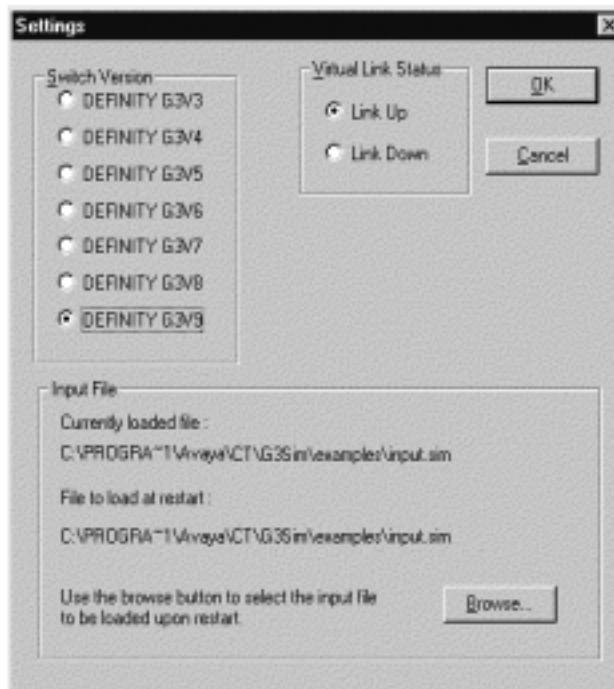 Settings
Switch Version
DEFINITY G3V3
DEFINITY G3V4
DEFINITY G3V5
DEFINITY G3V6
DEFINITY G3V7
DEFINITY G3V8
DEFINITY G3V9
Virtual Link Status
Link Up
Link Down
OK
Cancel
Input File
Currently loaded file :
C:\PROGRA~1\Avaya\CT\G3Sim\examples\input.sim
File to load at restart :
C:\PROGRA~1\Avaya\CT\G3Sim\examples\input.sim
Use the browse button to select the input file
to be loaded upon restart.
Browse...